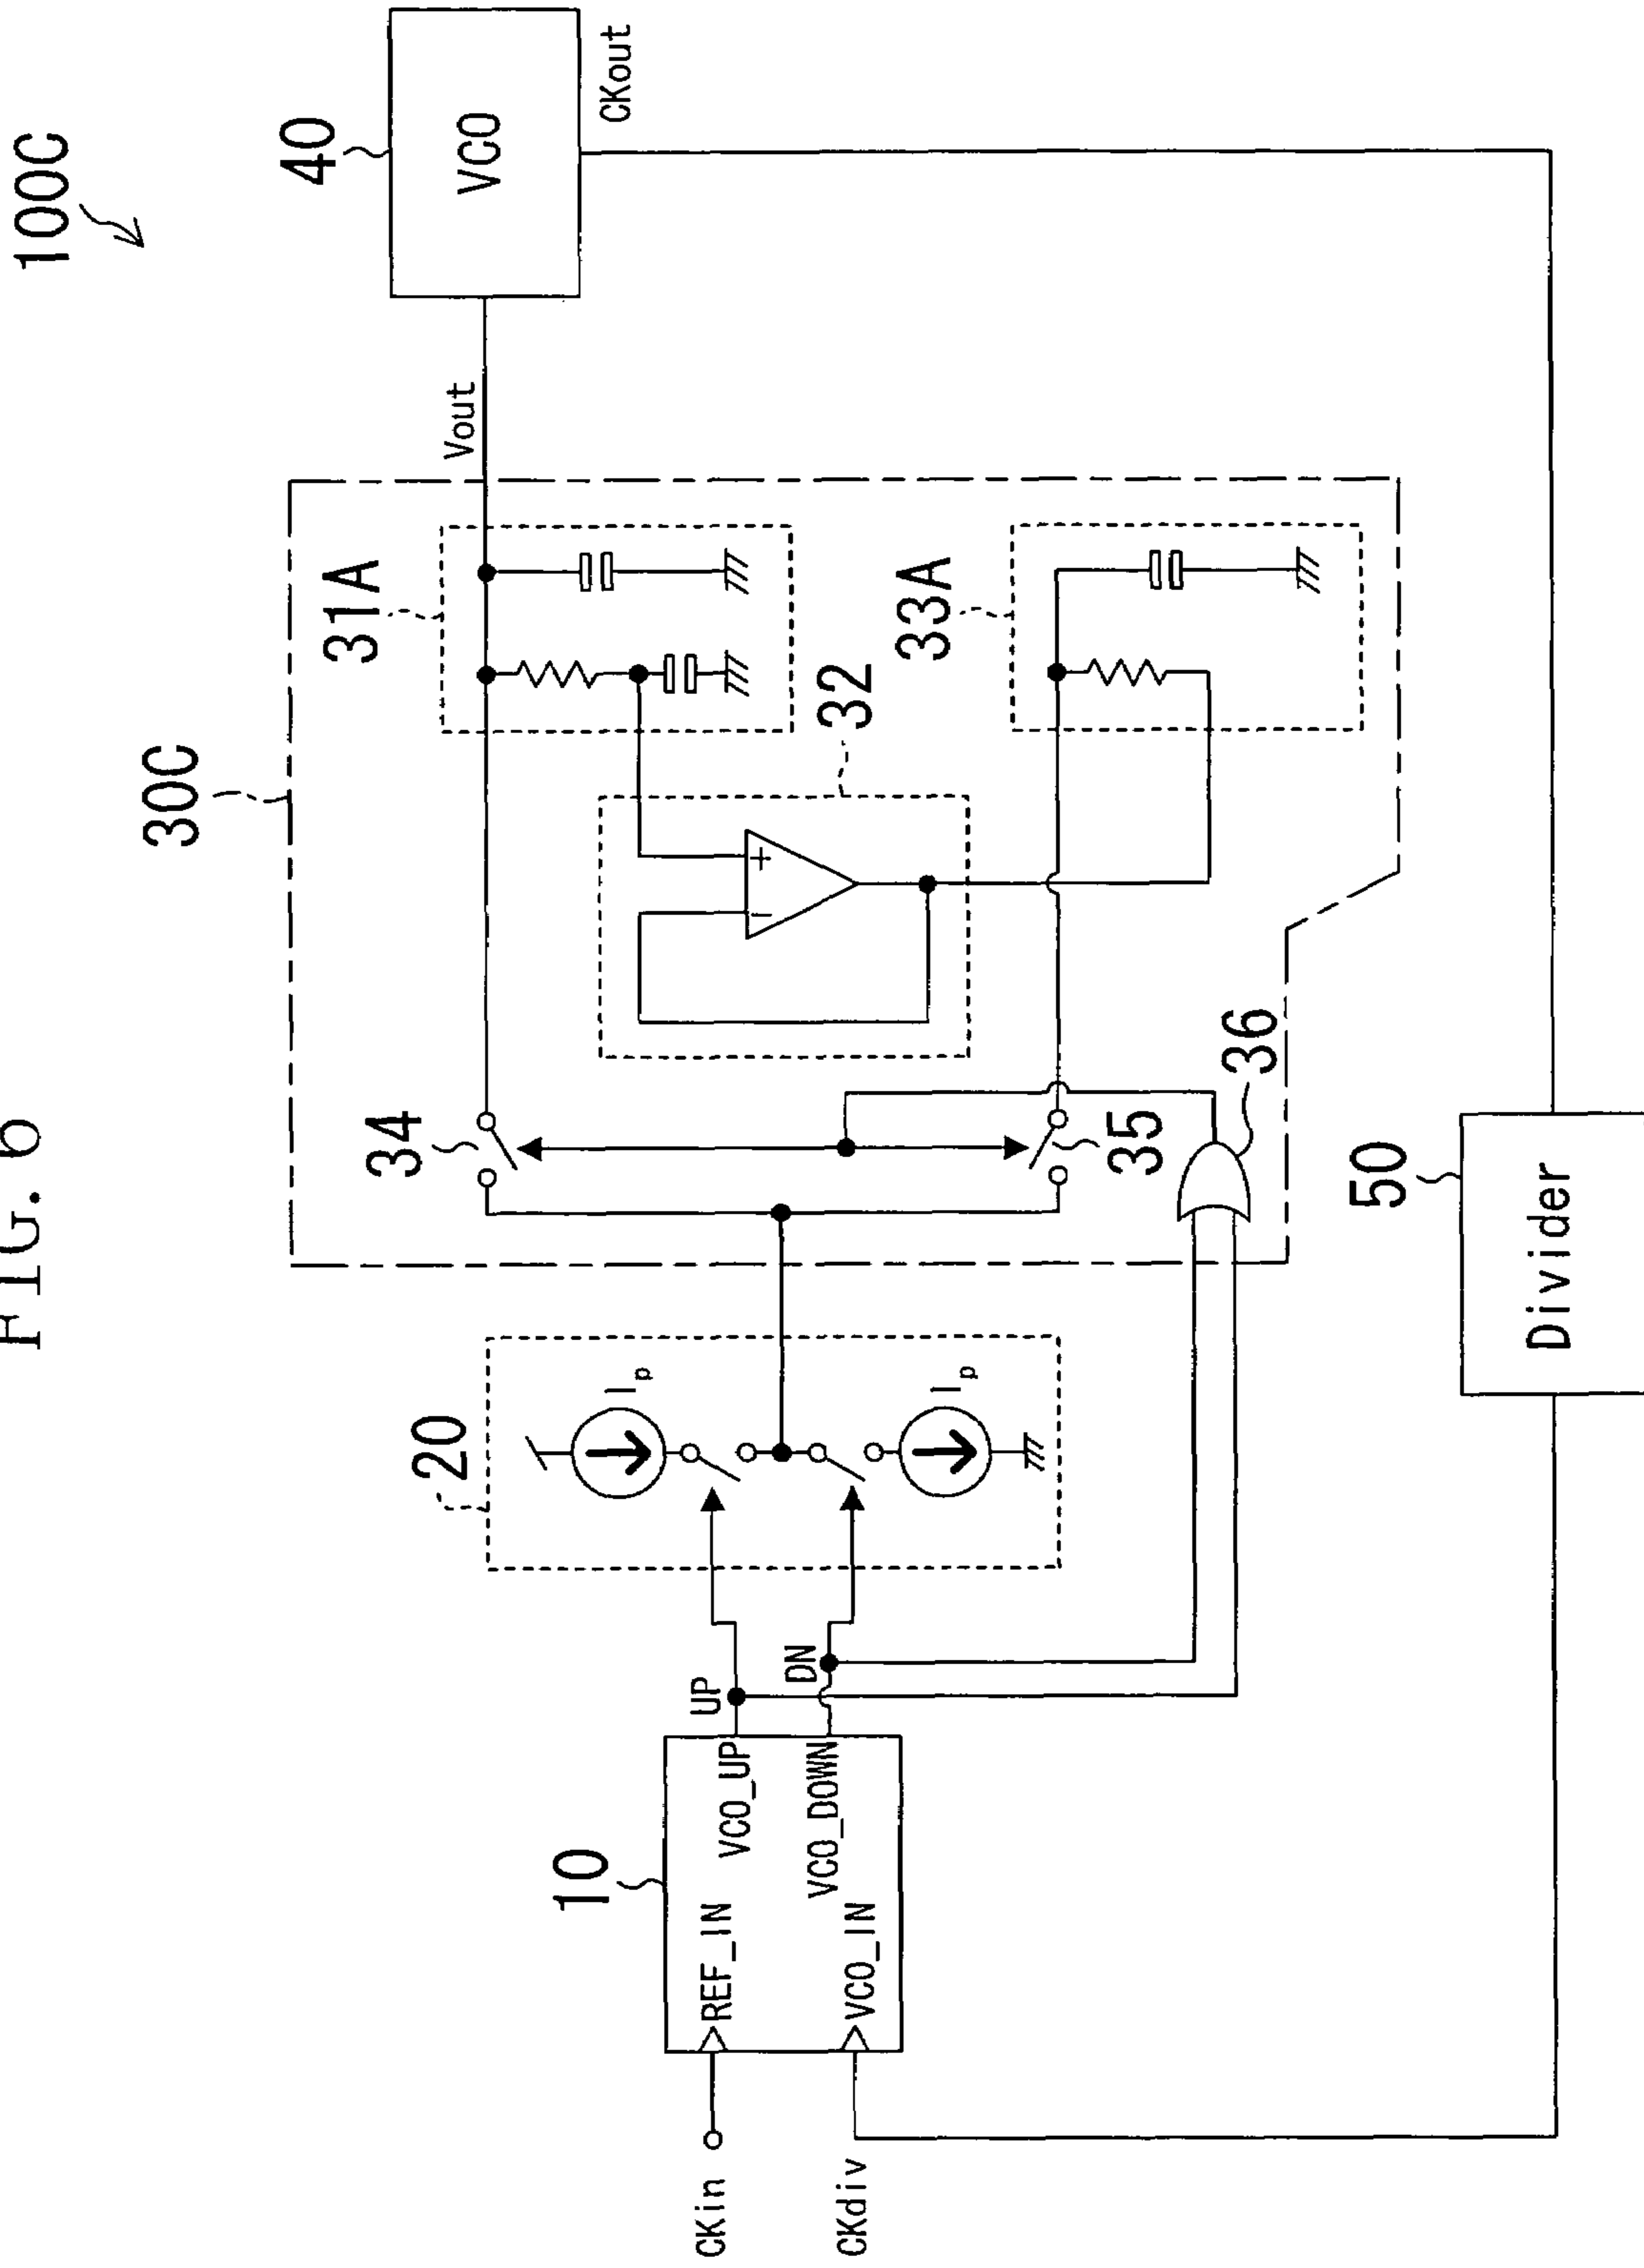 FIG. 6
100C
30C
40
VCO
CKout
Vout
31A
32
33A
34
35
36
20
Ip
Ip
UP
DN
10
REF_IN
VCO_UP
VCO_DOWN
VCO_IN
CKin
CKdiv
50
Divider
+
−